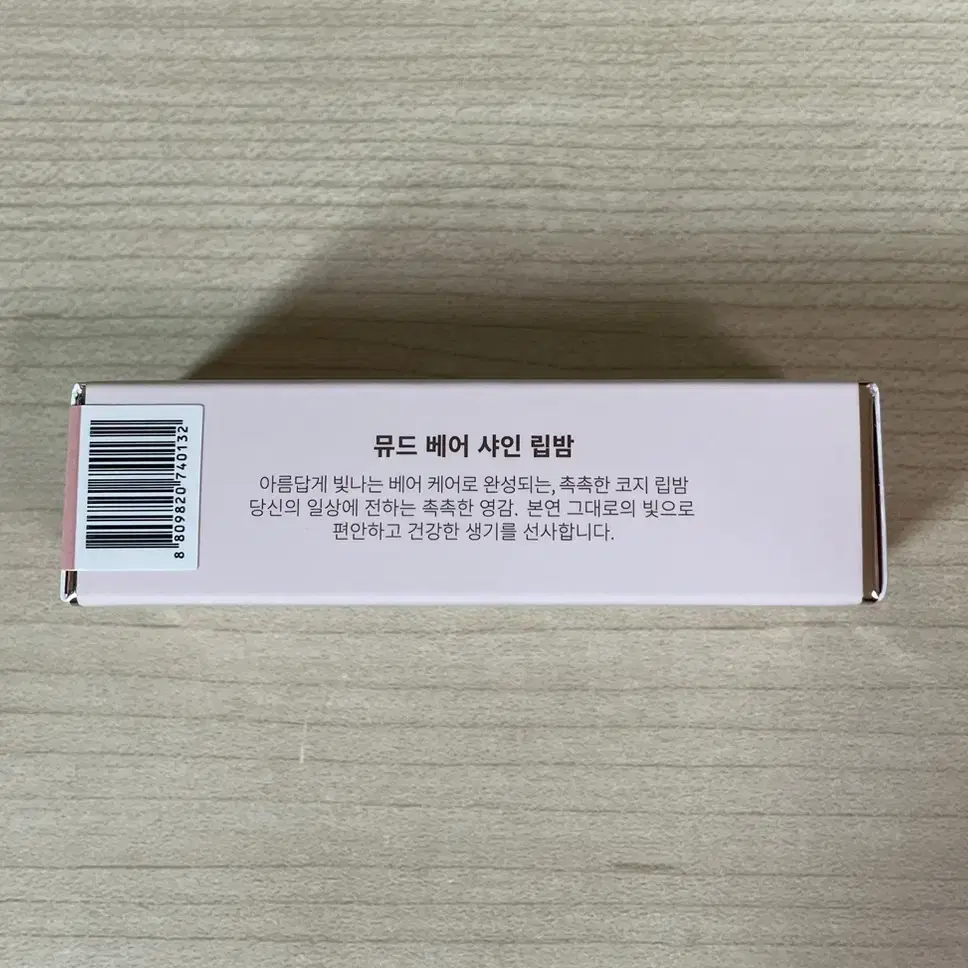 뮤드 베어 샤인 립밤
아름답게 빛나는 베어 케어로 완성되는, 촉촉한 코지 립밤
당신의 일상에 전하는 촉촉한 영감. 본연 그대로의 빛으로
편안하고 건강한 생기를 선사합니다.
8 809820 740132